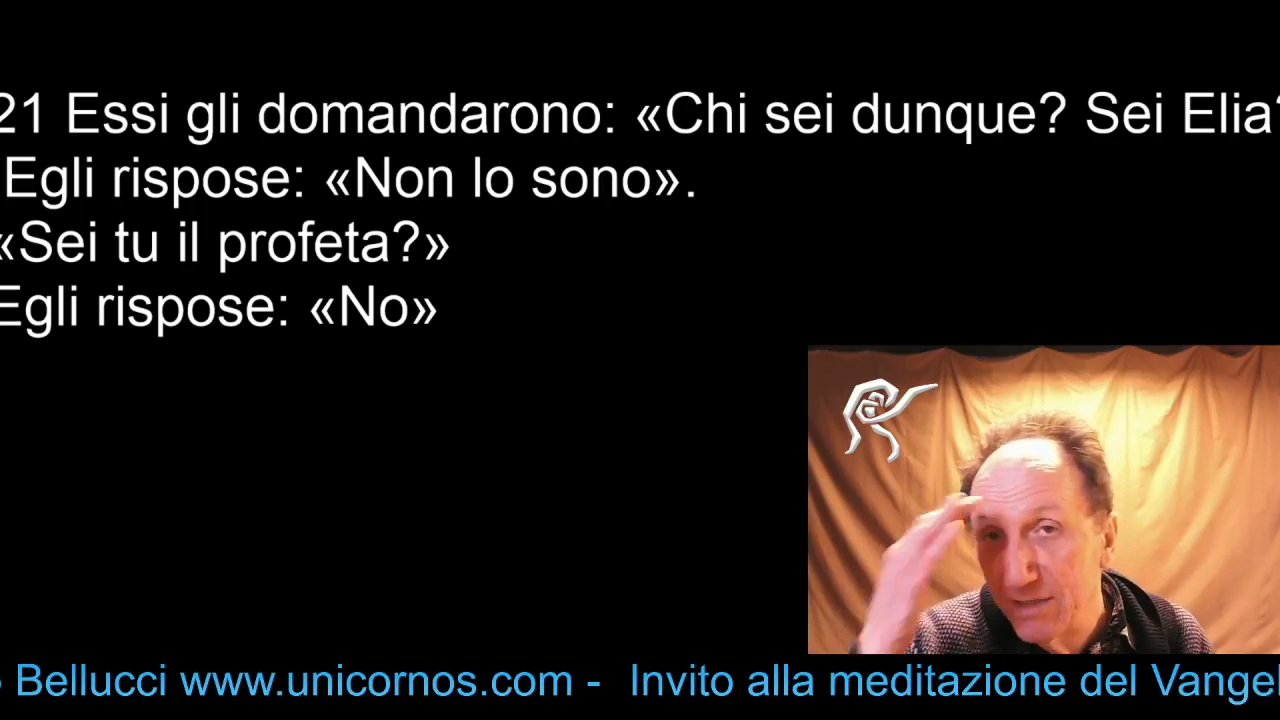 21 Essi gli domandarono: «Chi sei dunque? Sei Elia?
Egli rispose: «Non lo sono».
«Sei tu il profeta?»
Egli rispose: «No»
Bellucci www.unicornos.com - Invito alla meditazione del Vangel